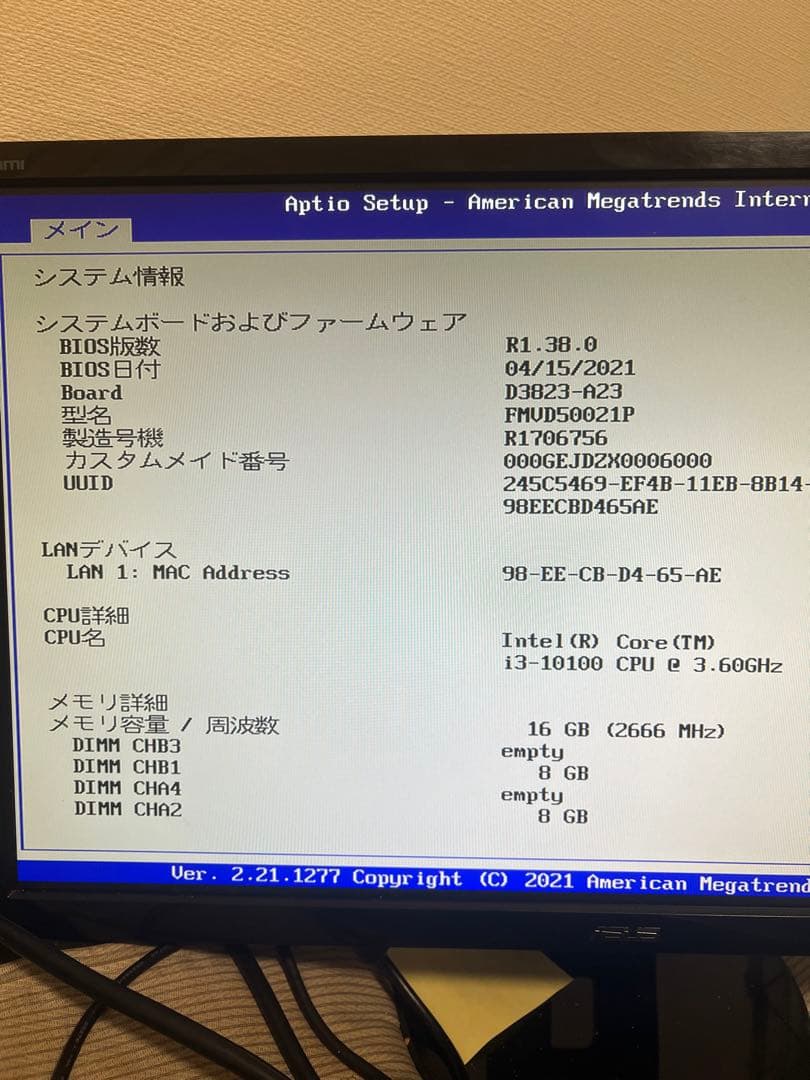 Aptio Setup - American Megatrends Intern
メイン
システム情報
システムボードおよびファームウェア
BIOS版数 R1.38.0
BIOS日付 04/15/2021
Board D3823-A23
型名 FMVD50021P
製造号機 R1706756
カスタムメイド番号 000GEJDZX0006000
UUID 245C5469-EF4B-11EB-8B14-
98EECBD465AE
LANデバイス
LAN 1: MAC Address 98-EE-CB-D4-65-AE
CPU詳細
CPU名 Intel(R) Core(TM)
i3-10100 CPU @ 3.60GHz
メモリ詳細
メモリ容量 / 周波数 16 GB (2666 MHz)
DIMM CHB3 empty
DIMM CHB1 8 GB
DIMM CHA4 empty
DIMM CHA2 8 GB
Ver. 2.21.1277 Copyright (C) 2021 American Megatrend